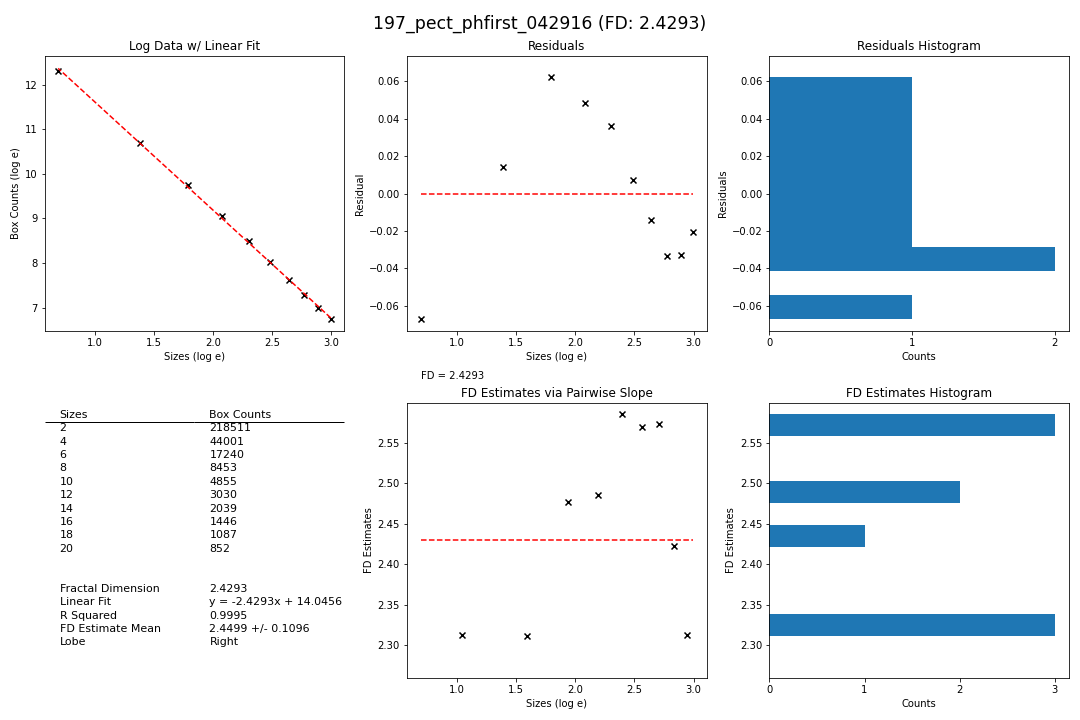 197_pect_phfirst_042916 (FD: 2.4293)
Log Data w/ Linear Fit
Box Counts (log e)
12
11
10
9
8
7
1.0 1.5 2.0 2.5 3.0
Sizes (log e)
Residuals
Residual
0.06
0.04
0.02
0.00
−0.02
−0.04
−0.06
1.0 1.5 2.0 2.5 3.0
Sizes (log e)
Residuals Histogram
Residuals
0.06
0.04
0.02
0.00
−0.02
−0.04
−0.06
0 1 2
Counts
Sizes Box Counts
2 218511
4 44001
6 17240
8 8453
10 4855
12 3030
14 2039
16 1446
18 1087
20 852
Fractal Dimension 2.4293
Linear Fit y = -2.4293x + 14.0456
R Squared 0.9995
FD Estimate Mean 2.4499 +/- 0.1096
Lobe Right
FD = 2.4293
FD Estimates via Pairwise Slope
FD Estimates
2.55
2.50
2.45
2.40
2.35
2.30
1.0 1.5 2.0 2.5 3.0
Sizes (log e)
FD Estimates Histogram
FD Estimates
2.55
2.50
2.45
2.40
2.35
2.30
0 1 2 3
Counts